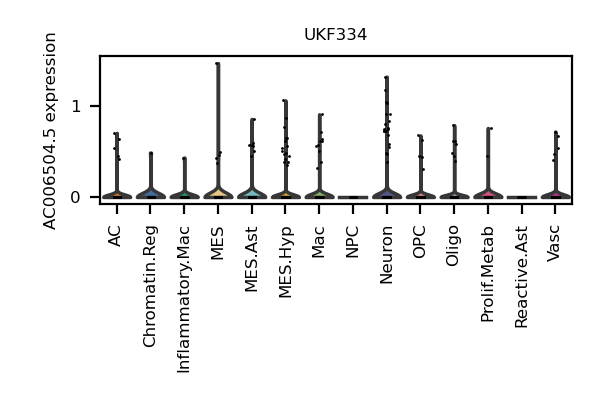 UKF334
AC006504.5 expression
1
0
AC
Chromatin.Reg
Inflammatory.Mac
MES
MES.Ast
MES.Hyp
Mac
NPC
Neuron
OPC
Oligo
Prolif.Metab
Reactive.Ast
Vasc